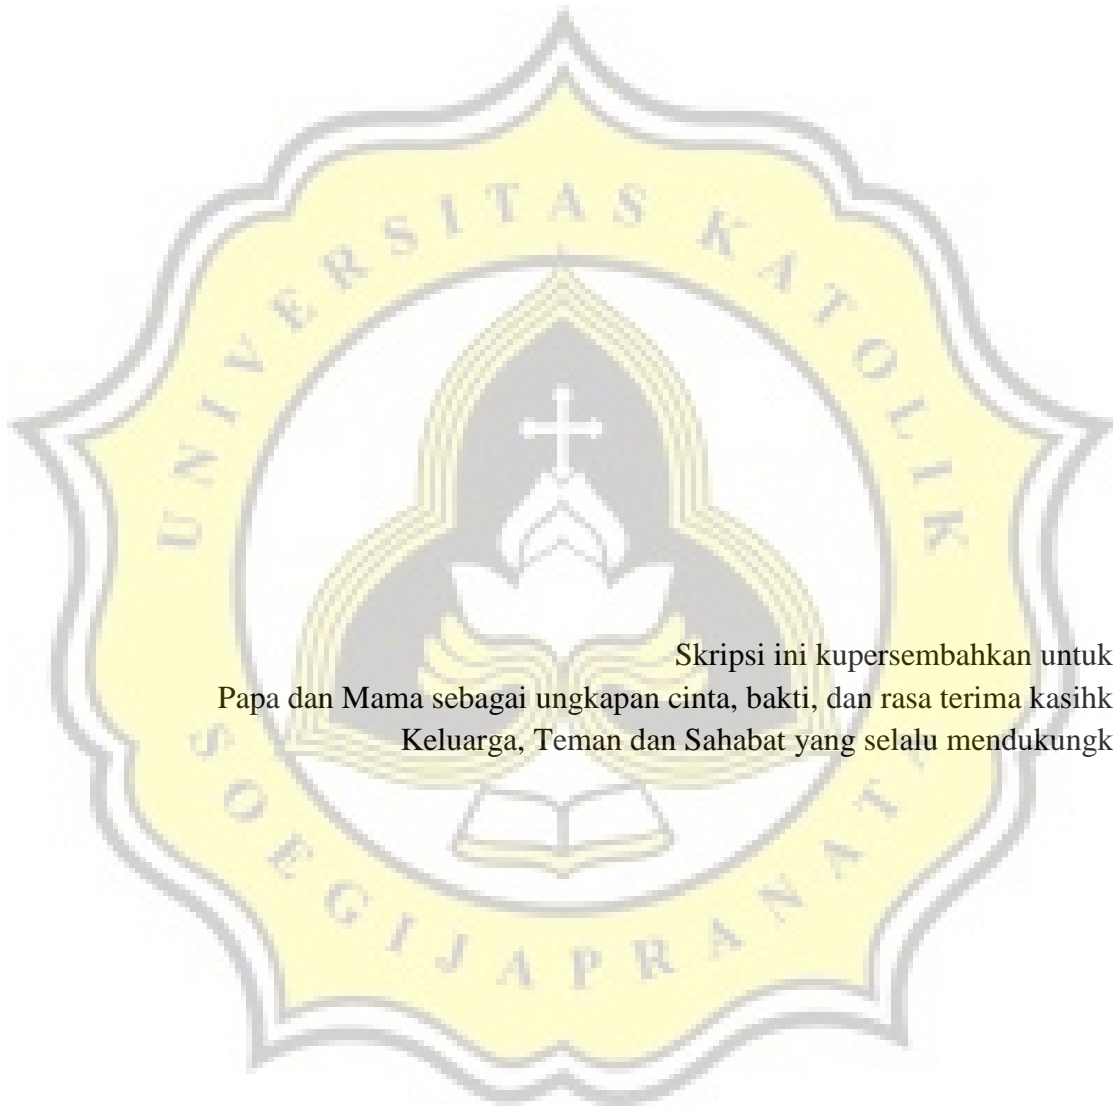 UNIVERSITAS KATOLIK
Skripsi ini kupersembahkan untuk
Papa dan Mama sebagai ungkapan cinta, bakti, dan rasa terima kasihk
Keluarga, Teman dan Sahabat yang selalu mendukungk
SOEGIJAPRANATA